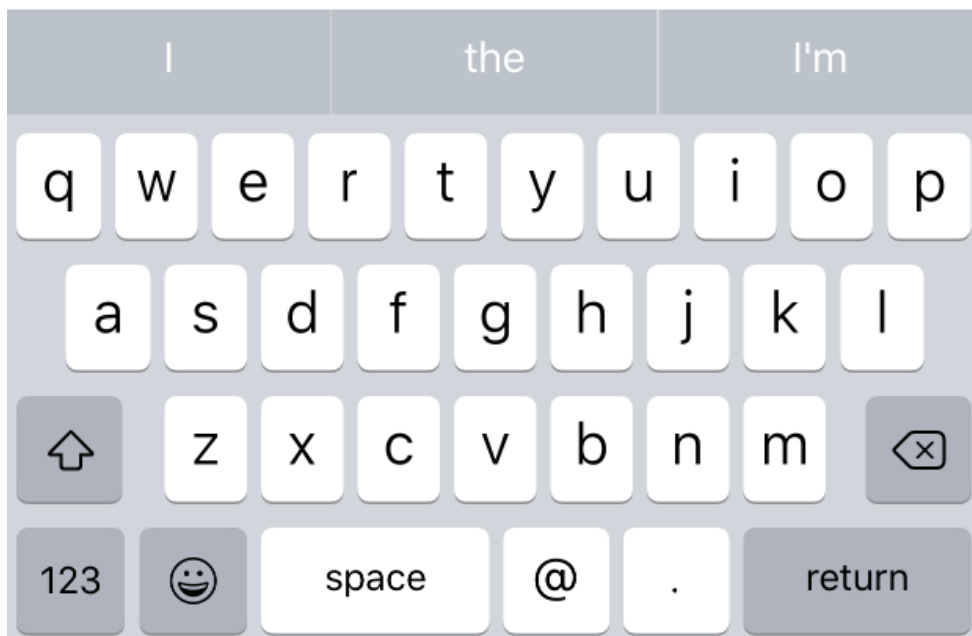 I the I'm
q w e r t y u i o p
a s d f g h j k l
z x c v b n m
123 space @ . return